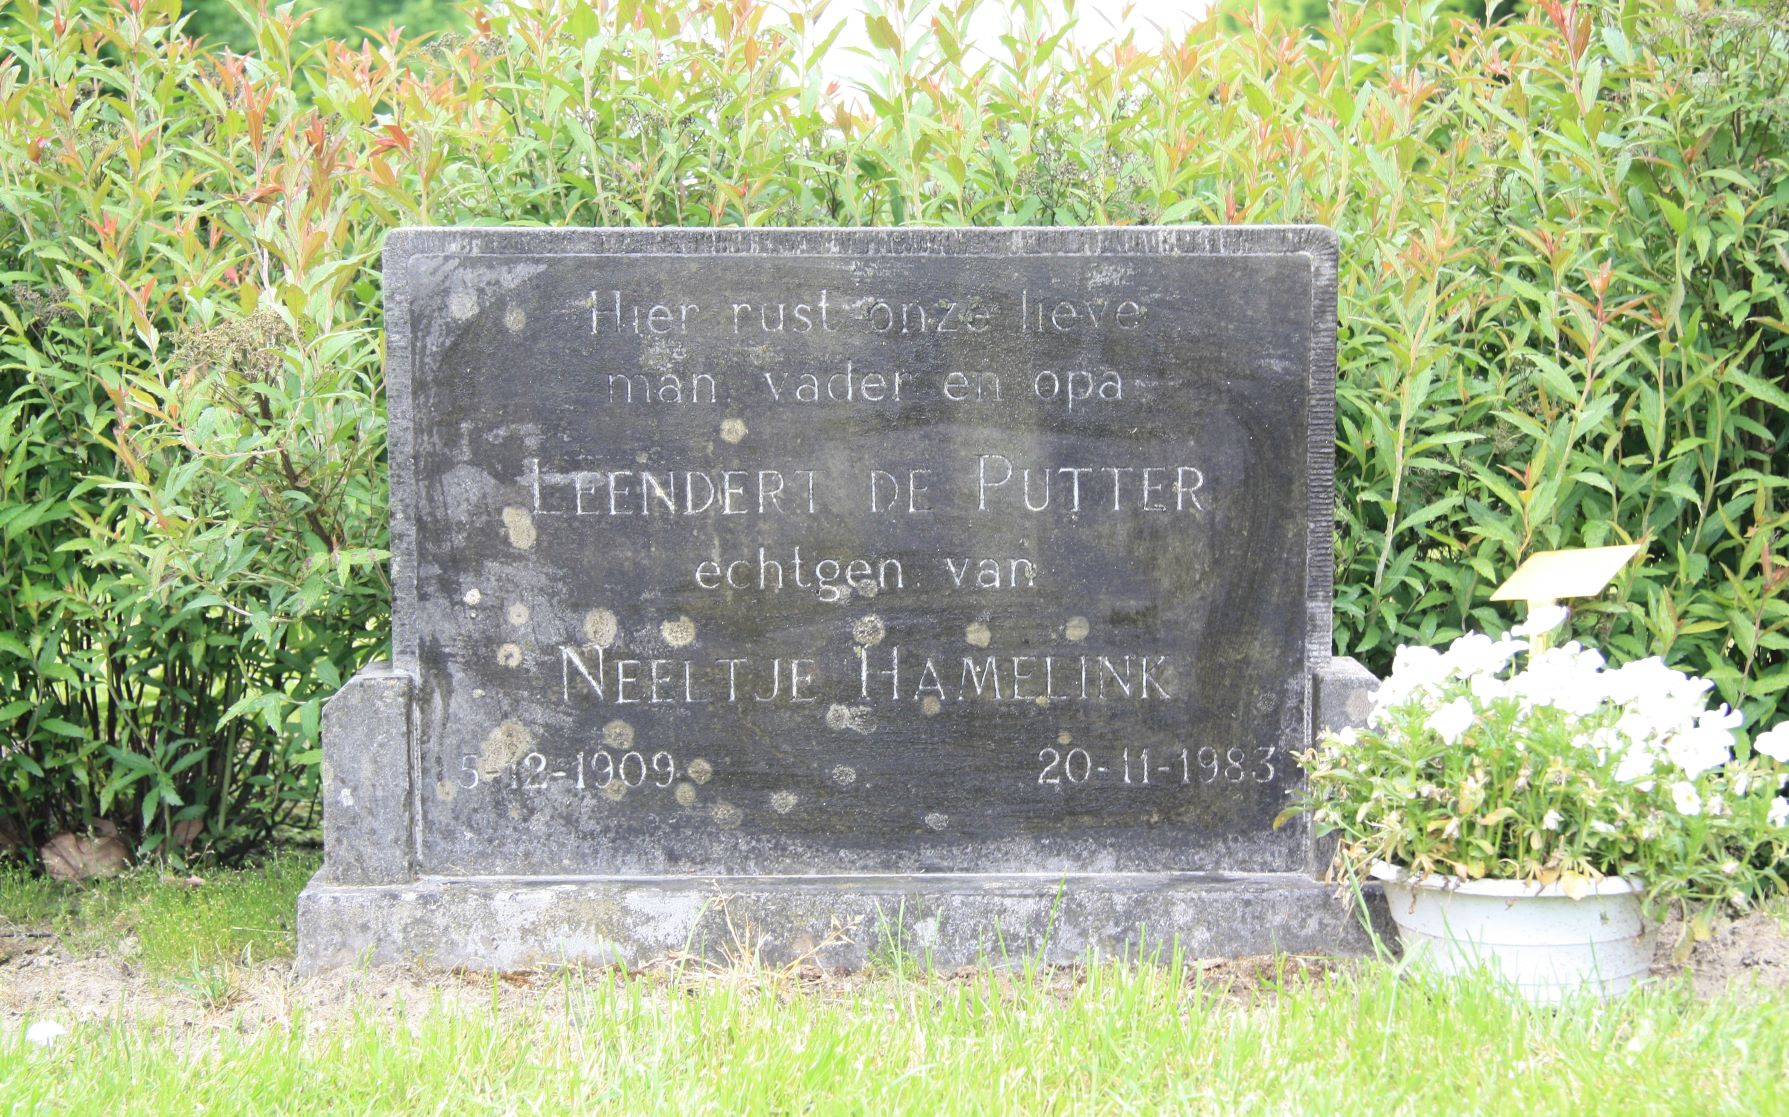 Hier rust onze lieve
man, vader en opa
LEENDERT DE PUTTER
echtgen. van
NEELTJE HAMELINK
5-12-1909 20-11-1983